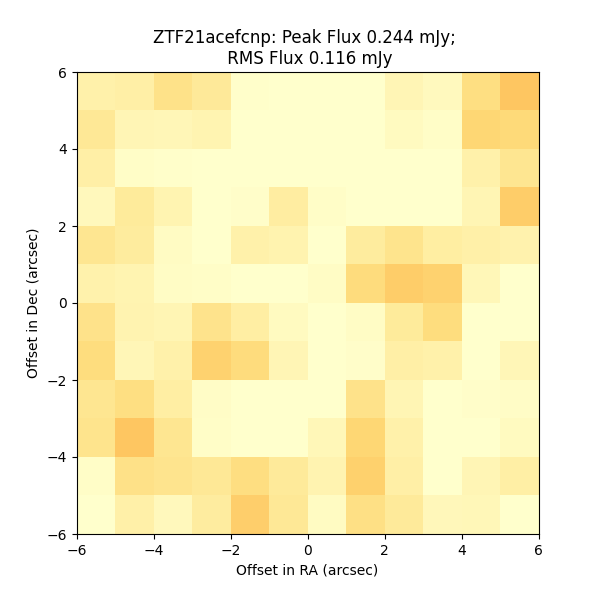 ZTF21acefcnp: Peak Flux 0.244 mJy;
RMS Flux 0.116 mJy
6
4
2
0
−2
−4
−6
Offset in Dec (arcsec)
−6 −4 −2 0 2 4 6
Offset in RA (arcsec)